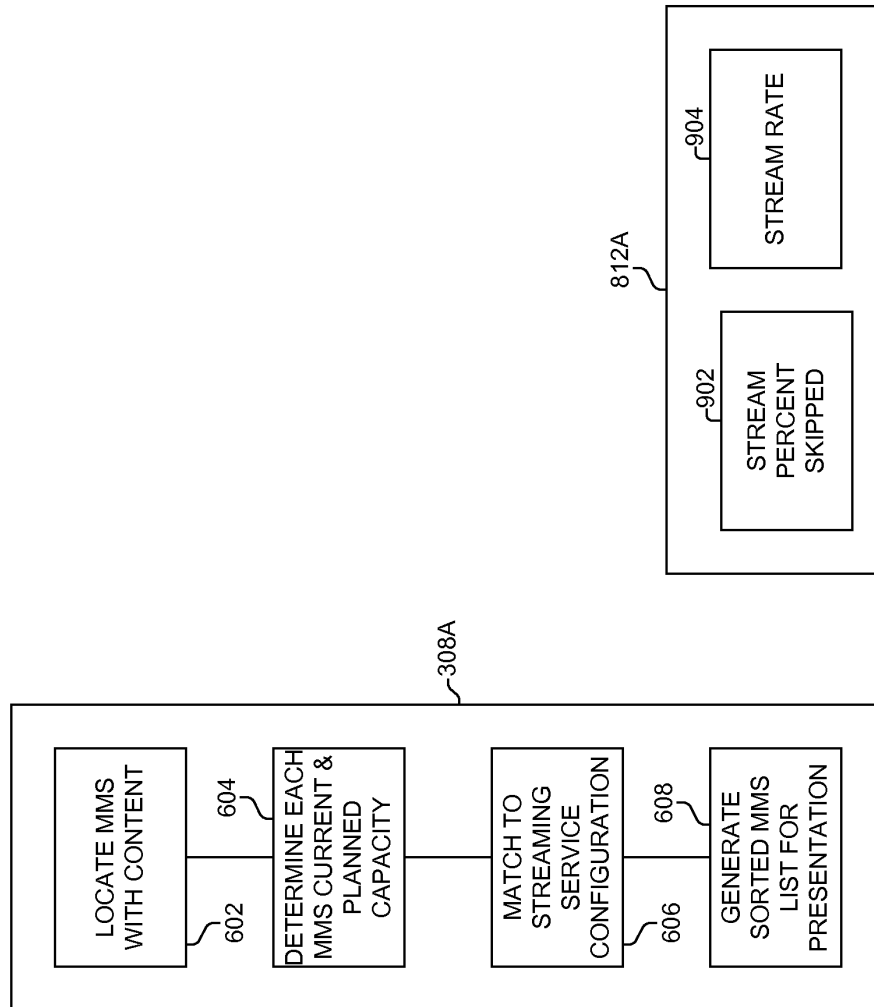 308A
LOCATE MMS
WITH CONTENT
602
DETERMINE EACH
MMS CURRENT &
PLANNED
CAPACITY
604
MATCH TO
STREAMING
SERVICE
CONFIGURATION
606
GENERATE
SORTED MMS
LIST FOR
PRESENTATION
608
812A
STREAM
PERCENT
SKIPPED
902
STREAM RATE
904